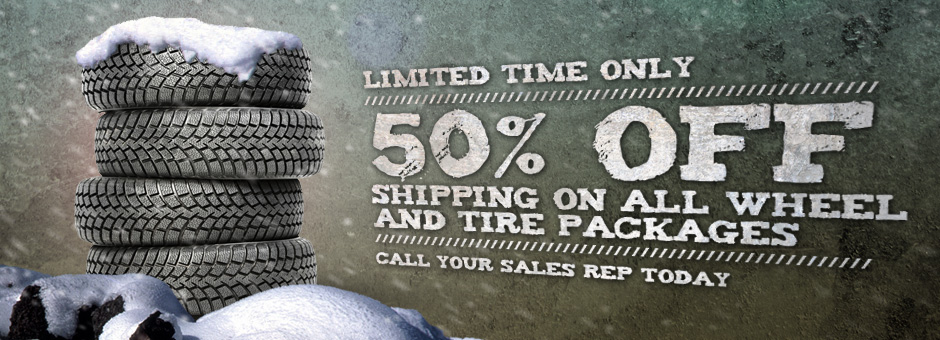 LIMITED TIME ONLY
50% OFF
SHIPPING ON ALL WHEEL
AND TIRE PACKAGES
CALL YOUR SALES REP TODAY